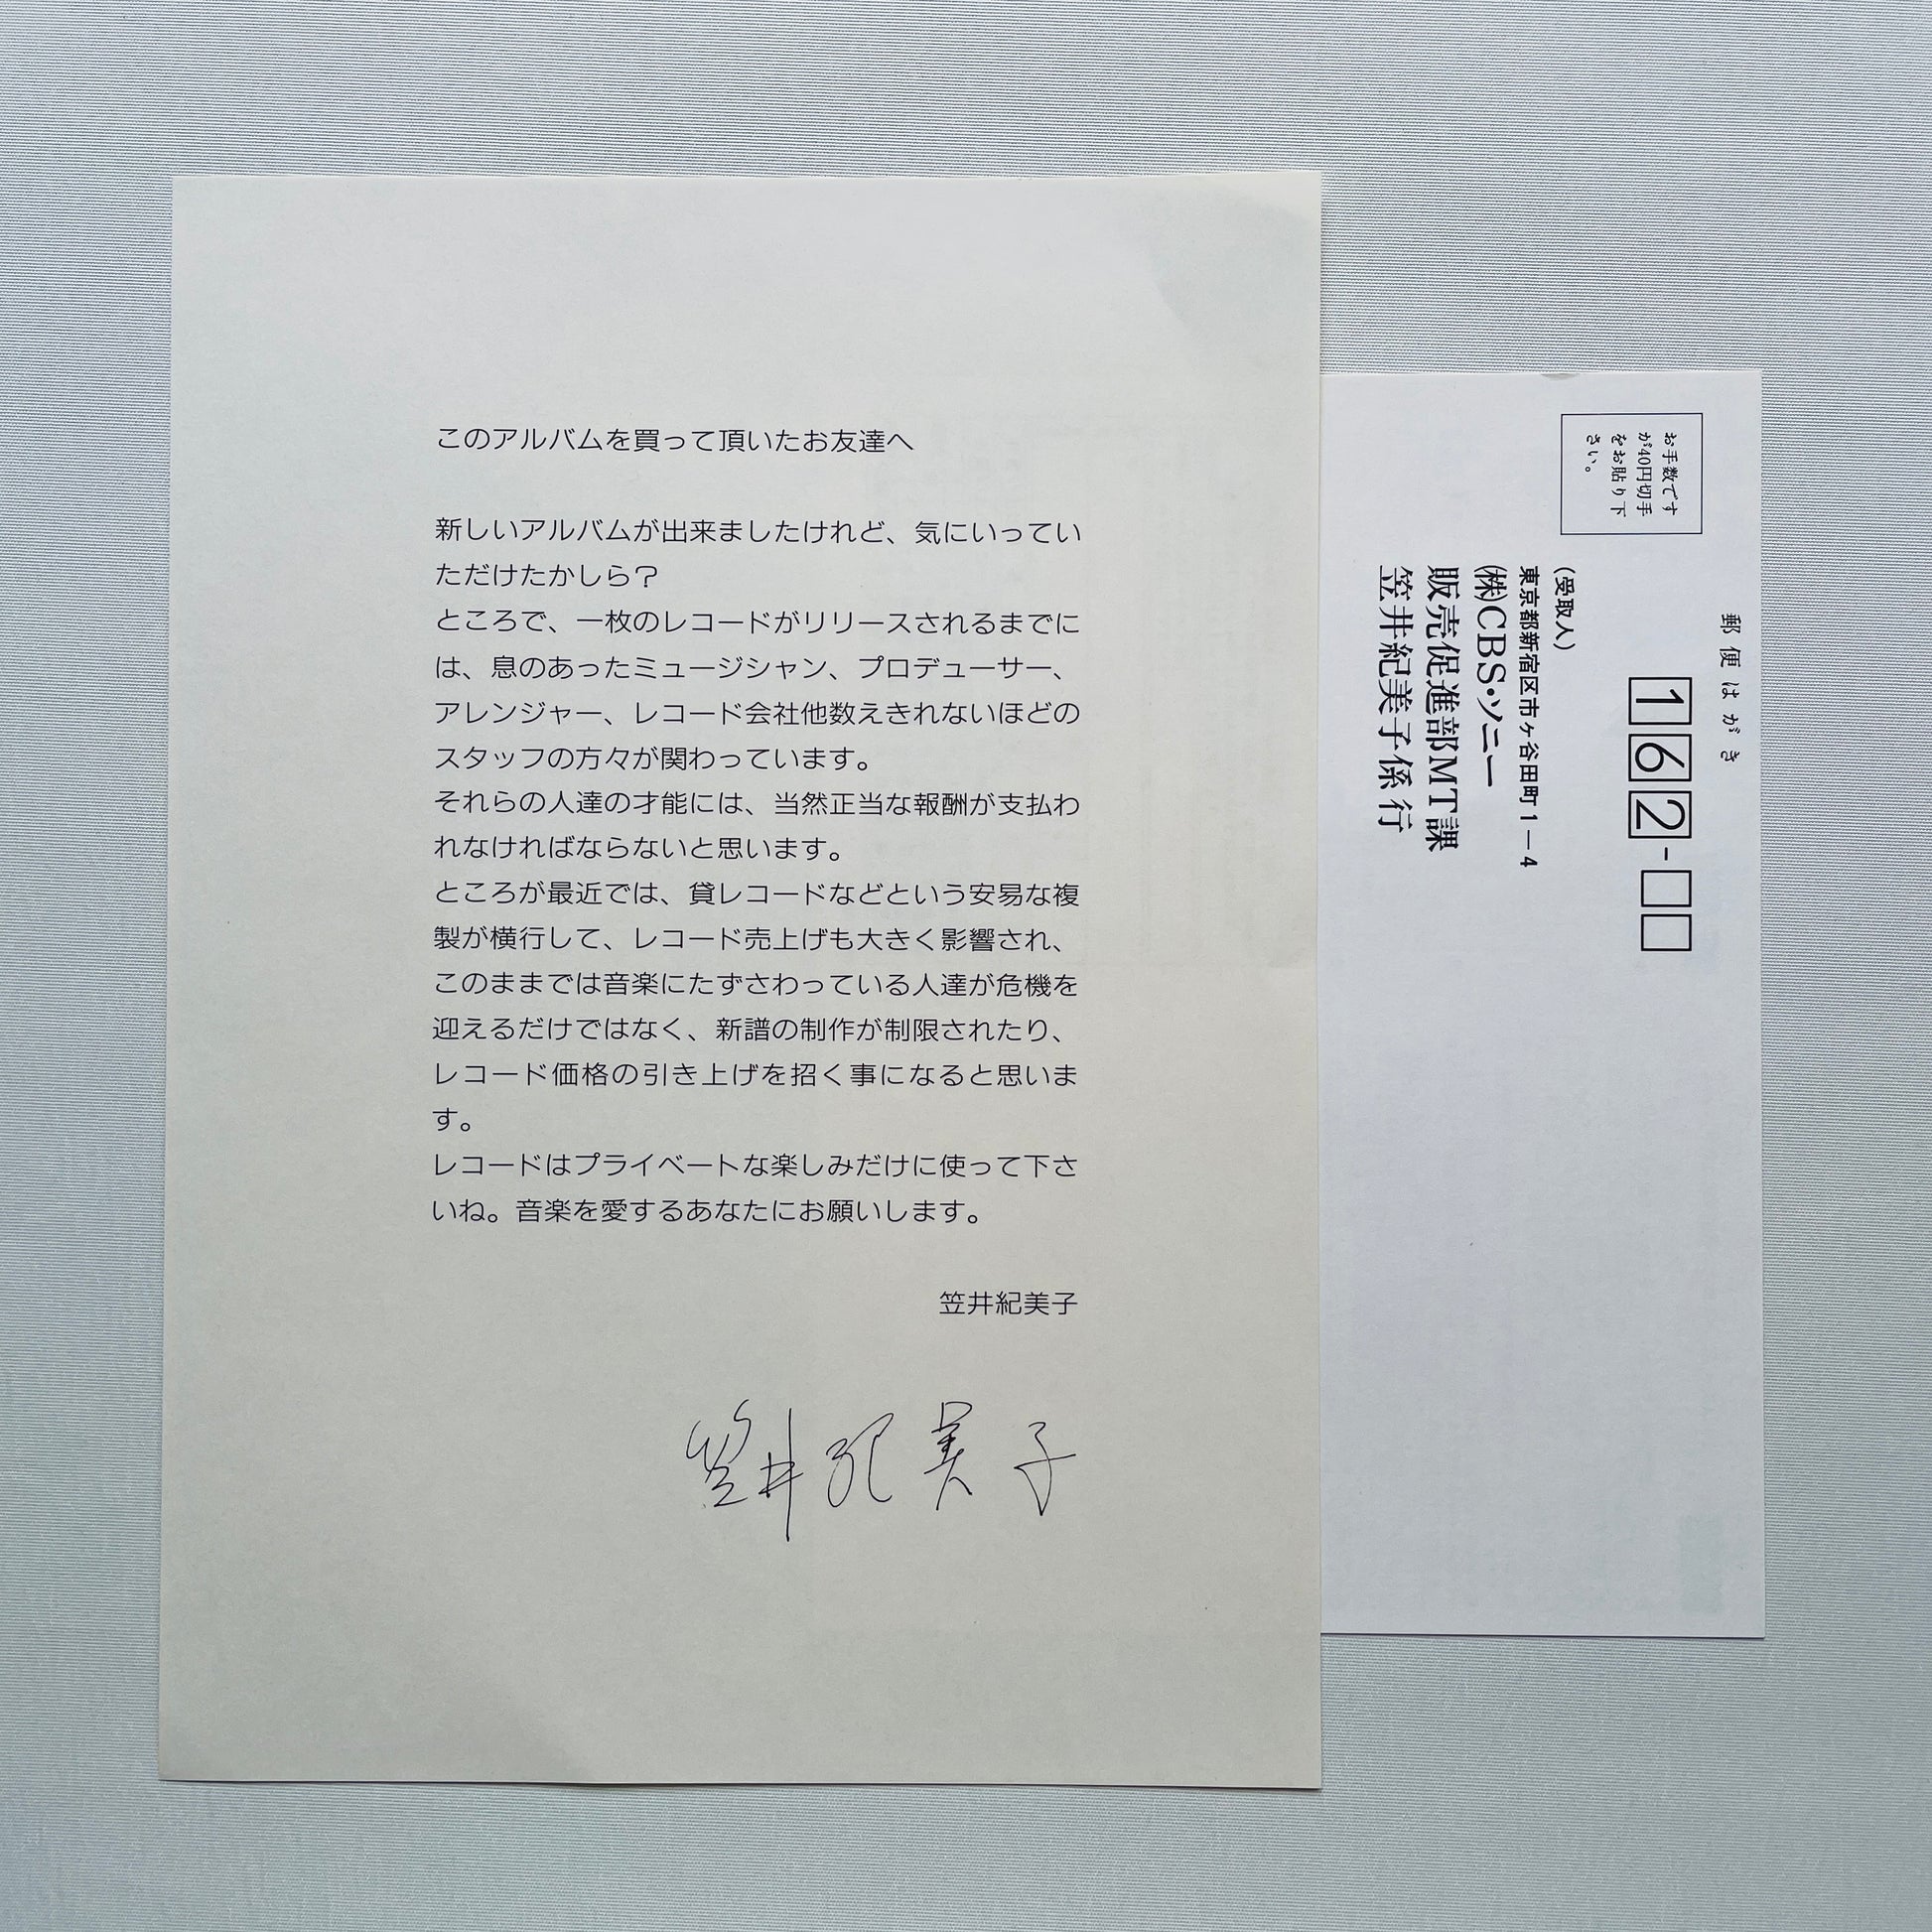 このアルバムを買って頂いたお友達へ
新しいアルバムが出来ましたけれど、気にいってい
ただけたかしら？
ところで、一枚のレコードがリリースされるまでに
は、息のあったミュージシャン、プロデューサー、
アレンジャー、レコード会社他数えきれないほどの
スタッフの方々が関わっています。
それらの人達の才能には、当然正当な報酬が支払わ
れなければならないと思います。
ところが最近では、貸レコードなどという安易な複
製が横行して、レコード売上げも大きく影響され、
このままでは音楽にたずさわっている人達が危機を
迎えるだけではなく、新譜の制作が制限されたり、
レコード価格の引き上げを招く事になると思いま
す。
レコードはプライベートな楽しみだけに使って下さ
いね。音楽を愛するあなたにお願いします。
笠井紀美子
笠井紀美子
郵便はがき
162-
お手数です
が40円切手
をお貼り下
さい。
(受取人)
東京都新宿区市ヶ谷田町1－4
㈱CBS・ソニー
販売促進部MT課
笠井紀美子係 行